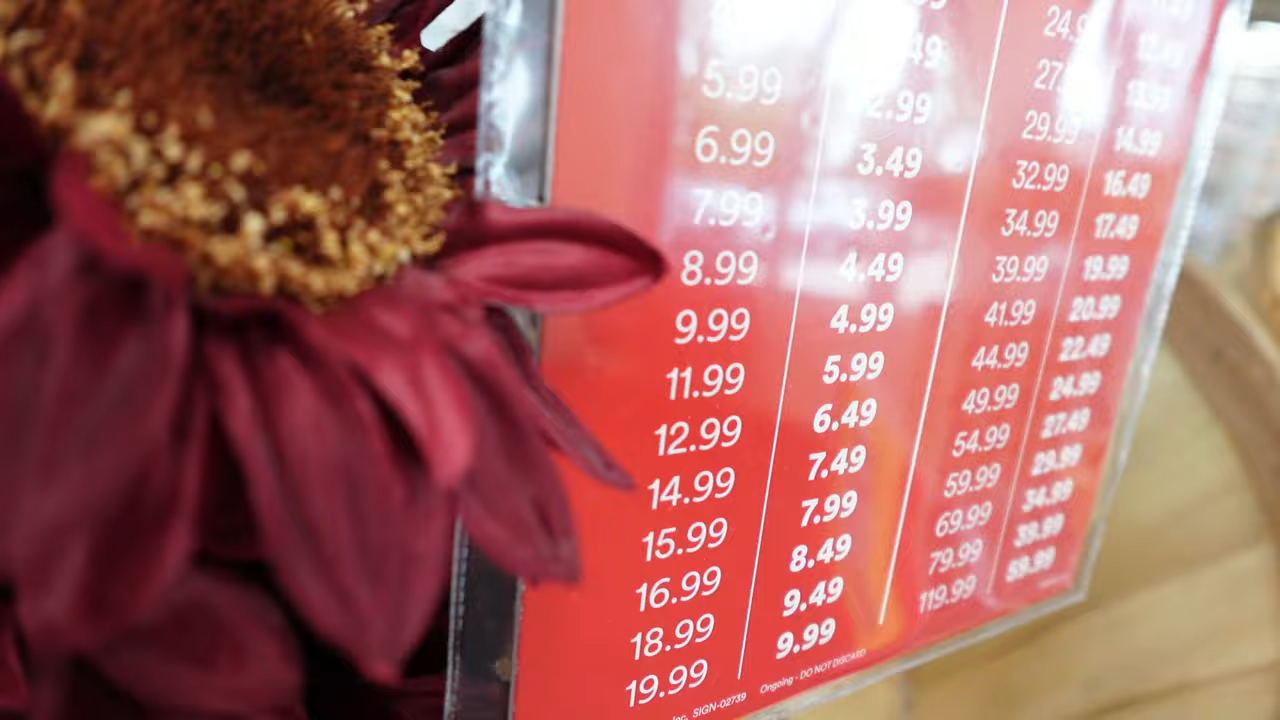 5.99 2.99 29.99 14.99
6.99 3.49 32.99 16.49
7.99 3.99 34.99 17.49
8.99 4.49 39.99 19.99
9.99 4.99 41.99 20.99
11.99 5.99 44.99 22.49
12.99 6.49 49.99 24.99
14.99 7.49 54.99 27.49
15.99 7.99 59.99 29.99
16.99 8.49 69.99 34.99
18.99 9.49 79.99 39.99
19.99 9.99 119.99 59.99
Inc. SIGN-02739 Ongoing - DO NOT DISCARD